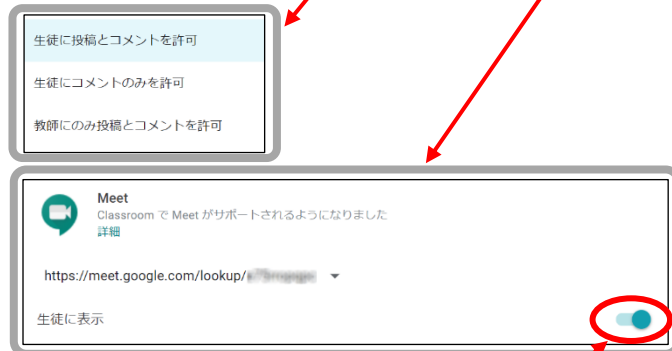 生徒に投稿とコメントを許可
生徒にコメントのみを許可
教師にのみ投稿とコメントを許可
Meet
Classroom で Meet がサポートされるようになりました
詳細
https://meet.google.com/lookup/
生徒に表示